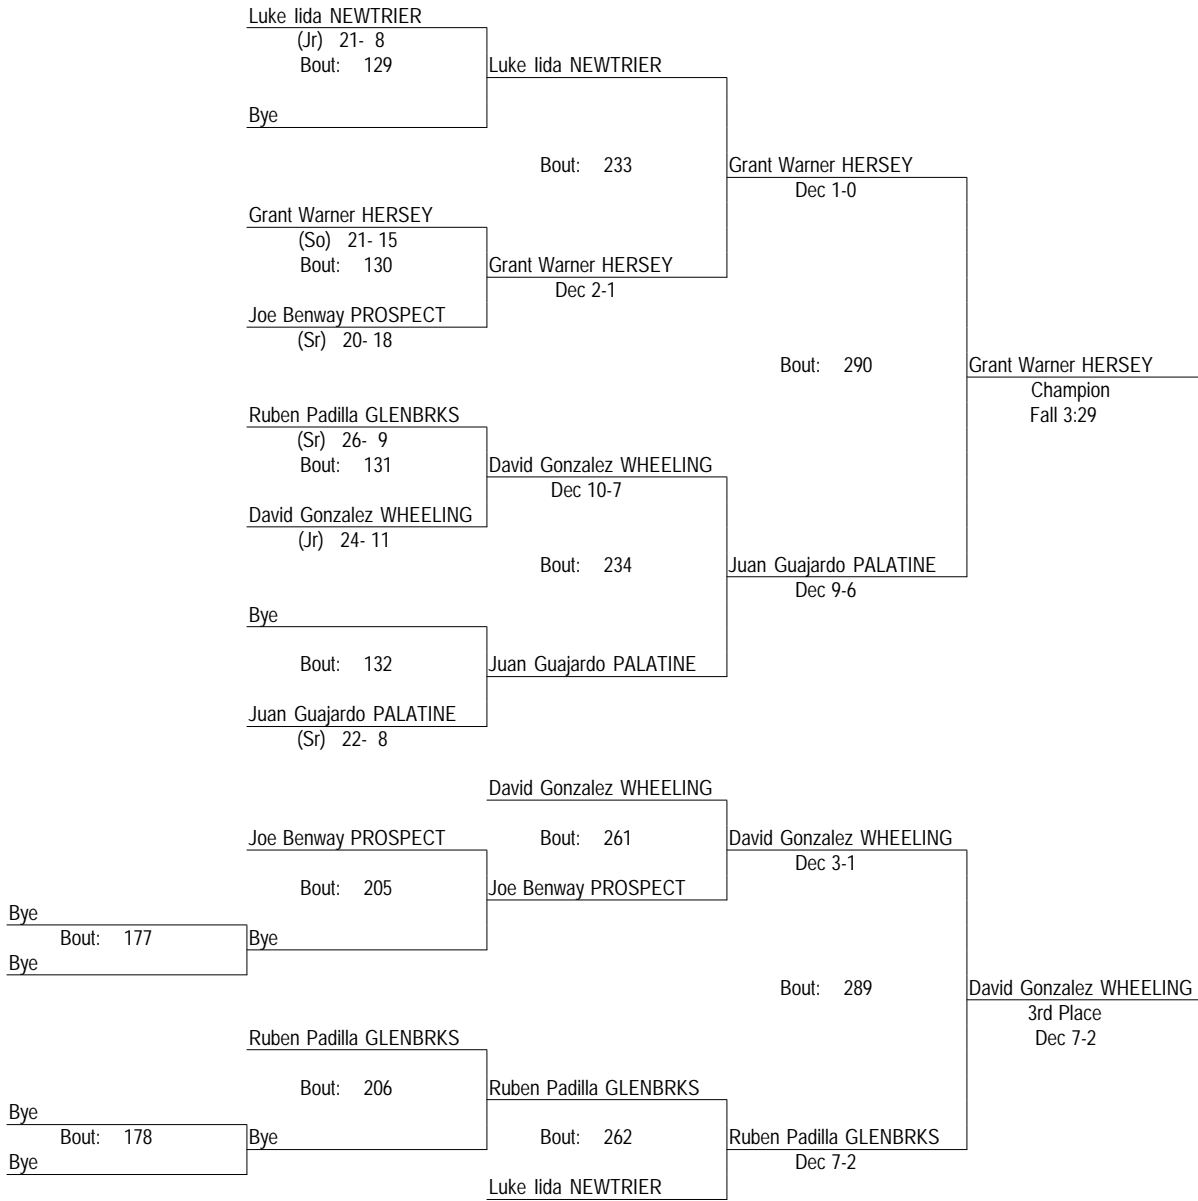 Luke Iida NEWTRIER
(Jr) 21- 8
Bout: 129
Luke Iida NEWTRIER
Bye
Bout: 233
Grant Warner HERSEY
Dec 1-0
Grant Warner HERSEY
(So) 21- 15
Bout: 130
Grant Warner HERSEY
Dec 2-1
Joe Benway PROSPECT
(Sr) 20- 18
Bout: 290
Grant Warner HERSEY
Champion
Fall 3:29
Ruben Padilla GLENBRKS
(Sr) 26- 9
Bout: 131
David Gonzalez WHEELING
Dec 10-7
David Gonzalez WHEELING
(Jr) 24- 11
Bout: 234
Juan Guajardo PALATINE
Dec 9-6
Bye
Bout: 132
Juan Guajardo PALATINE
Juan Guajardo PALATINE
(Sr) 22- 8
David Gonzalez WHEELING
Joe Benway PROSPECT
Bout: 261
David Gonzalez WHEELING
Dec 3-1
Bout: 205
Joe Benway PROSPECT
Bye
Bout: 177
Bye
Bye
Bout: 289
David Gonzalez WHEELING
3rd Place
Dec 7-2
Ruben Padilla GLENBRKS
Bout: 206
Ruben Padilla GLENBRKS
Bye
Bout: 178
Bye
Bye
Bout: 262
Ruben Padilla GLENBRKS
Dec 7-2
Luke Iida NEWTRIER